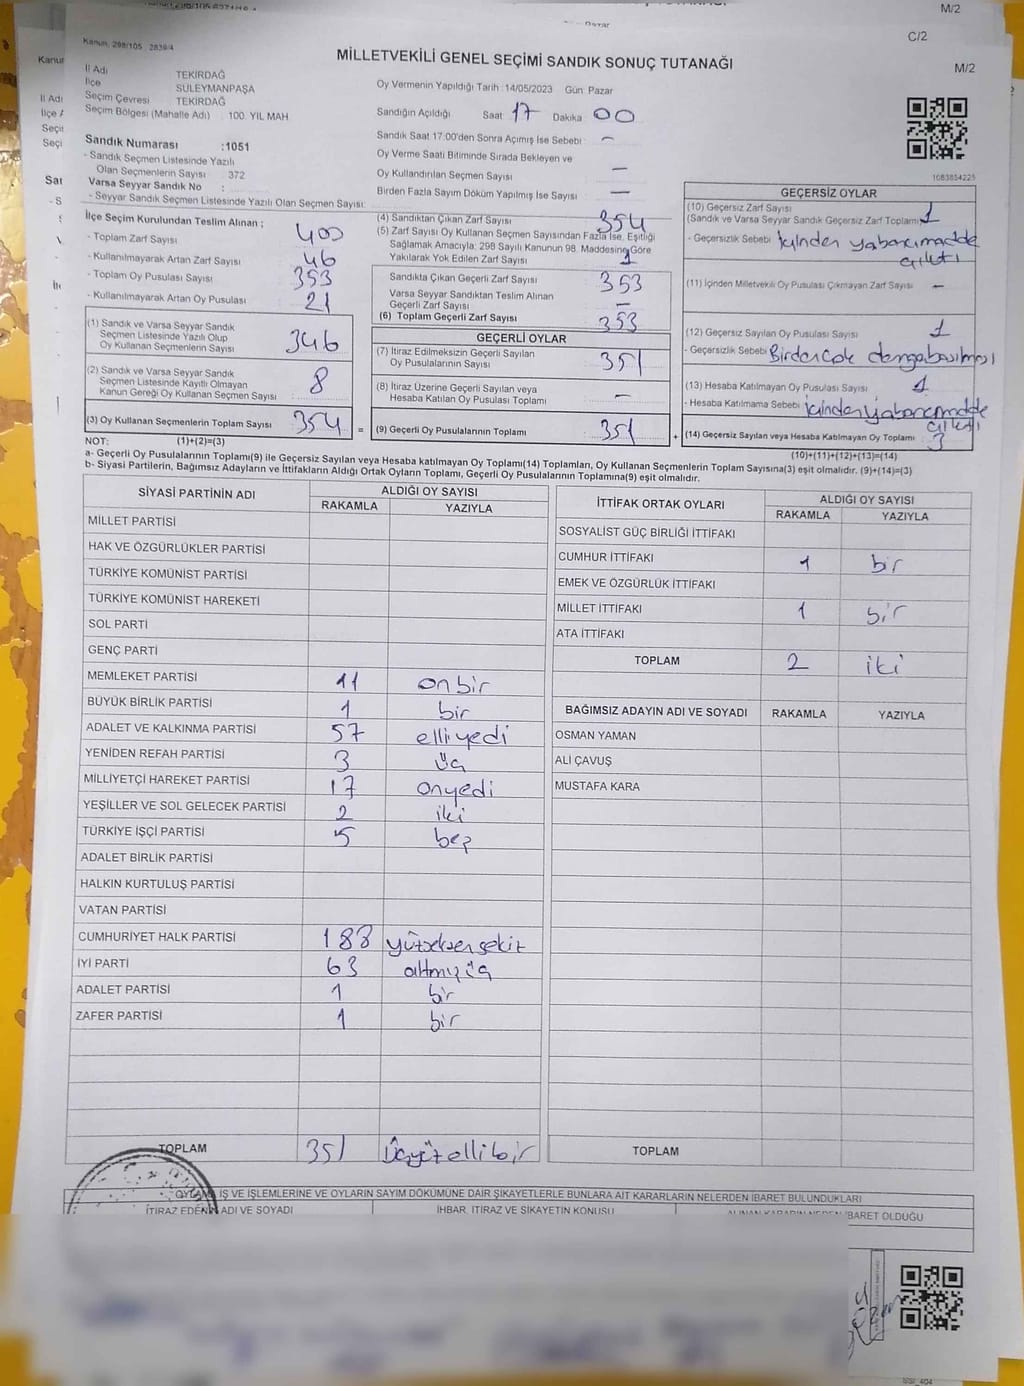 M/2
C/2
M/2
Kanun: 298/105 2839/4
MİLLETVEKİLİ GENEL SEÇİMİ SANDIK SONUÇ TUTANAĞI
İl Adı TEKİRDAĞ
İlçe SÜLEYMANPAŞA
Seçim Çevresi TEKİRDAĞ
Seçim Bölgesi (Mahalle Adı) 100. YIL MAH.
Sandık Numarası :1051
- Sandık Seçmen Listesinde Yazılı
Olan Seçmenlerin Sayısı 372
Varsa Seyyar Sandık No :
- Seyyar Sandık Seçmen Listesinde Yazılı Olan Seçmen Sayısı:
Oy Vermenin Yapıldığı Tarih 14/05/2023 Gün: Pazar
Sandığın Açıldığı Saat 17 Dakika 00
Sandık Saat 17:00'den Sonra Açımış İse Sebebi : –
Oy Verme Saati Bitiminde Sırada Bekleyen ve
Oy Kullandırılan Seçmen Sayısı –
Birden Fazla Sayım Döküm Yapılmış İse Sayısı –
1083854225
İlçe Seçim Kurulundan Teslim Alınan ;
- Toplam Zarf Sayısı 400
- Kullanılmayarak Artan Zarf Sayısı 46
- Toplam Oy Pusulası Sayısı 353
- Kullanılmayarak Artan Oy Pusulası 21
(1) Sandık ve Varsa Seyyar Sandık
Seçmen Listesinde Yazılı Olup
Oy Kullanan Seçmenlerin Sayısı 346
(2) Sandık ve Varsa Seyyar Sandık
Seçmen Listesinde Kayıtlı Olmayan
Kanun Gereği Oy Kullanan Seçmen Sayısı 8
(3) Oy Kullanan Seçmenlerin Toplam Sayısı 354 =
(4) Sandıktan Çıkan Zarf Sayısı 354
(5) Zarf Sayısı Oy Kullanan Seçmen Sayısından Fazla İse, Eşitliği
Sağlamak Amacıyla: 298 Sayılı Kanunun 98. Maddesine Göre
Yakılarak Yok Edilen Zarf Sayısı 1
Sandıkta Çıkan Geçerli Zarf Sayısı 353
Varsa Seyyar Sandıktan Teslim Alınan
Geçerli Zarf Sayısı –
(6) Toplam Geçerli Zarf Sayısı 353
GEÇERLİ OYLAR
(7) İtiraz Edilmeksizin Geçerli Sayılan
Oy Pusulalarının Sayısı 351
(8) İtiraz Üzerine Geçerli Sayılan veya
Hesaba Katılan Oy Pusulası Toplamı –
(9) Geçerli Oy Pusulalarının Toplamı 351 +
GEÇERSİZ OYLAR
(10) Geçersiz Zarf Sayısı
(Sandık ve Varsa Seyyar Sandık Geçersiz Zarf Toplamı) 1
- Geçersizlik Sebebi İçinden yabancı madde
çıktı
(11) İçinden Milletvekili Oy Pusulası Çıkmayan Zarf Sayısı –
(12) Geçersiz Sayılan Oy Pusulası Sayısı 1
- Geçersizlik Sebebi
(13) Hesaba Katılmayan Oy Pusulası Sayısı 1
- Hesaba Katılmama Sebebi İçinden yabancı madde
çıktı
(14) Geçersiz Sayılan veya Hesaba Katılmayan Oy Toplamı 3
NOT: (1)+(2)=(3) (10)+(11)+(12)+(13)=(14)
a- Geçerli Oy Pusulalarının Toplamı(9) ile Geçersiz Sayılan veya Hesaba katılmayan Oy Toplamı(14) Toplamları, Oy Kullanan Seçmenlerin Toplam Sayısına(3) eşit olmalıdır. (9)+(14)=(3)
b- Siyasi Partilerin, Bağımsız Adayların ve İttifakların Aldığı Ortak Oyların Toplamı, Geçerli Oy Pusulalarının Toplamına(9) eşit olmalıdır.
SİYASİ PARTİNİN ADI ALDIĞI OY SAYISI
RAKAMLA YAZIYLA
MİLLET PARTİSİ
HAK VE ÖZGÜRLÜKLER PARTİSİ
TÜRKİYE KOMÜNİST PARTİSİ
TÜRKİYE KOMÜNİST HAREKETİ
SOL PARTİ
GENÇ PARTİ
MEMLEKET PARTİSİ 11 onbir
BÜYÜK BİRLİK PARTİSİ 1 bir
ADALET VE KALKINMA PARTİSİ 57 elliyedi
YENİDEN REFAH PARTİSİ 3 üç
MİLLİYETÇİ HAREKET PARTİSİ 17 onyedi
YEŞİLLER VE SOL GELECEK PARTİSİ 2 iki
TÜRKİYE İŞÇİ PARTİSİ 5 beş
ADALET BİRLİK PARTİSİ
HALKIN KURTULUŞ PARTİSİ
VATAN PARTİSİ
CUMHURİYET HALK PARTİSİ 188 yüzseksensekiz
İYİ PARTİ 63 altmışüç
ADALET PARTİSİ 1 bir
ZAFER PARTİSİ 1 bir
TOPLAM 351 Üçyüzellibir
İTTİFAK ORTAK OYLARI ALDIĞI OY SAYISI
RAKAMLA YAZIYLA
SOSYALİST GÜÇ BİRLİĞİ İTTİFAKI
CUMHUR İTTİFAKI 1 bir
EMEK VE ÖZGÜRLÜK İTTİFAKI
MİLLET İTTİFAKI 1 bir
ATA İTTİFAKI
TOPLAM 2 iki
BAĞIMSIZ ADAYIN ADI VE SOYADI RAKAMLA YAZIYLA
OSMAN YAMAN
ALİ ÇAVUŞ
MUSTAFA KARA
TOPLAM
İŞ VE İŞLEMLERİNE VE OYLARIN SAYIM DÖKÜMÜNE DAİR ŞİKAYETLERLE BUNLARA AİT KARARLARIN NELERDEN İBARET BULUNDUKLARI
İTİRAZ EDENİN ADI VE SOYADI İHBAR, İTİRAZ VE ŞİKAYETİN KONUSU İBARET OLDUĞU